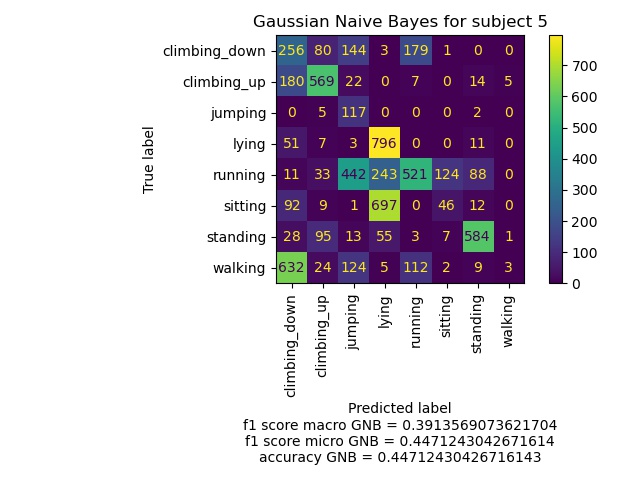 Gaussian Naive Bayes for subject 5
True label
climbing_down 256 80 144 3 179 1 0 0
climbing_up 180 569 22 0 7 0 14 5
jumping 0 5 117 0 0 0 2 0
lying 51 7 3 796 0 0 11 0
running 11 33 442 243 521 124 88 0
sitting 92 9 1 697 0 46 12 0
standing 28 95 13 55 3 7 584 1
walking 632 24 124 5 112 2 9 3
climbing_down climbing_up jumping lying running sitting standing walking
Predicted label
700
600
500
400
300
200
100
0
f1 score macro GNB = 0.3913569073621704
f1 score micro GNB = 0.4471243042671614
accuracy GNB = 0.44712430426716143